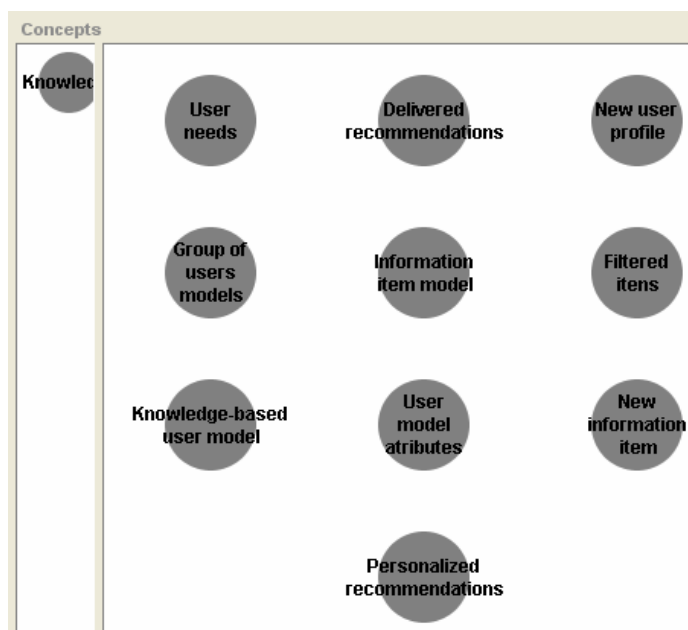 Concepts
Knowled
User
needs
Delivered
recommendations
New user
profile
Group of
users
models
Information
item model
Filtered
itens
Knowledge-based
user model
User
model
atributes
New
information
item
Personalized
recommendations